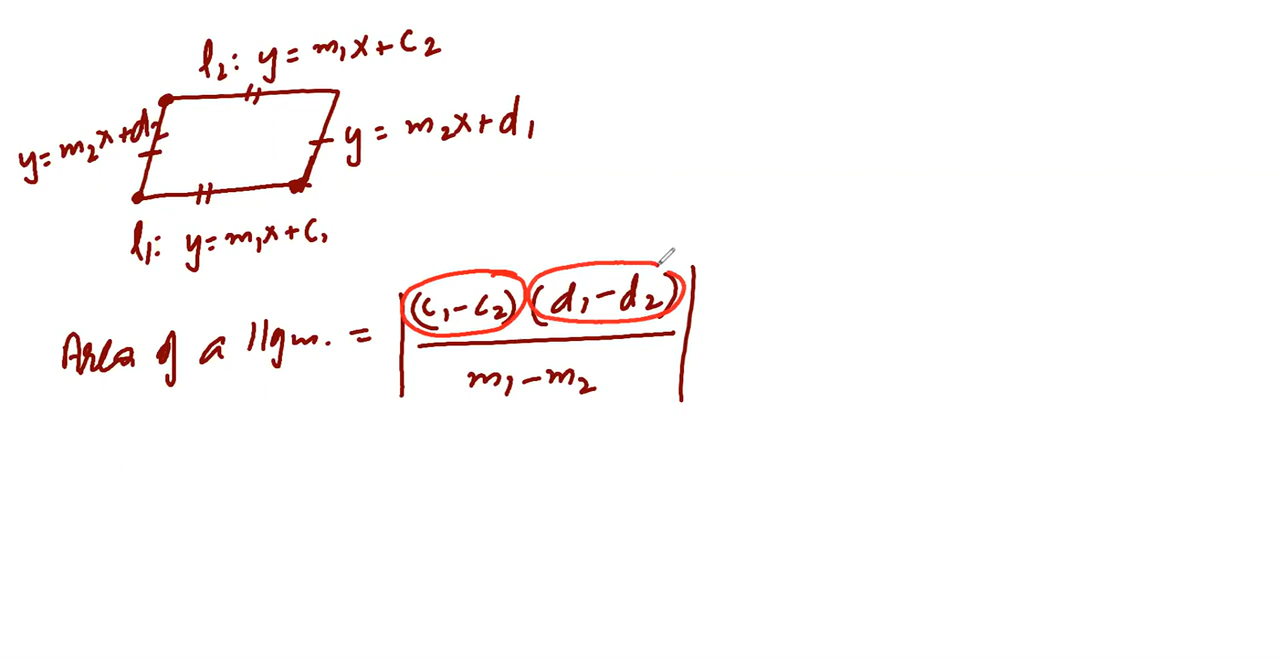 l₂: y = m₁x + c₂
y = m₂x + d₂
y = m₂x + d₁
l₁: y = m₁x + c₁
Area of a ||gm. = | (c₁ - c₂) (d₁ - d₂) / m₁ - m₂ |